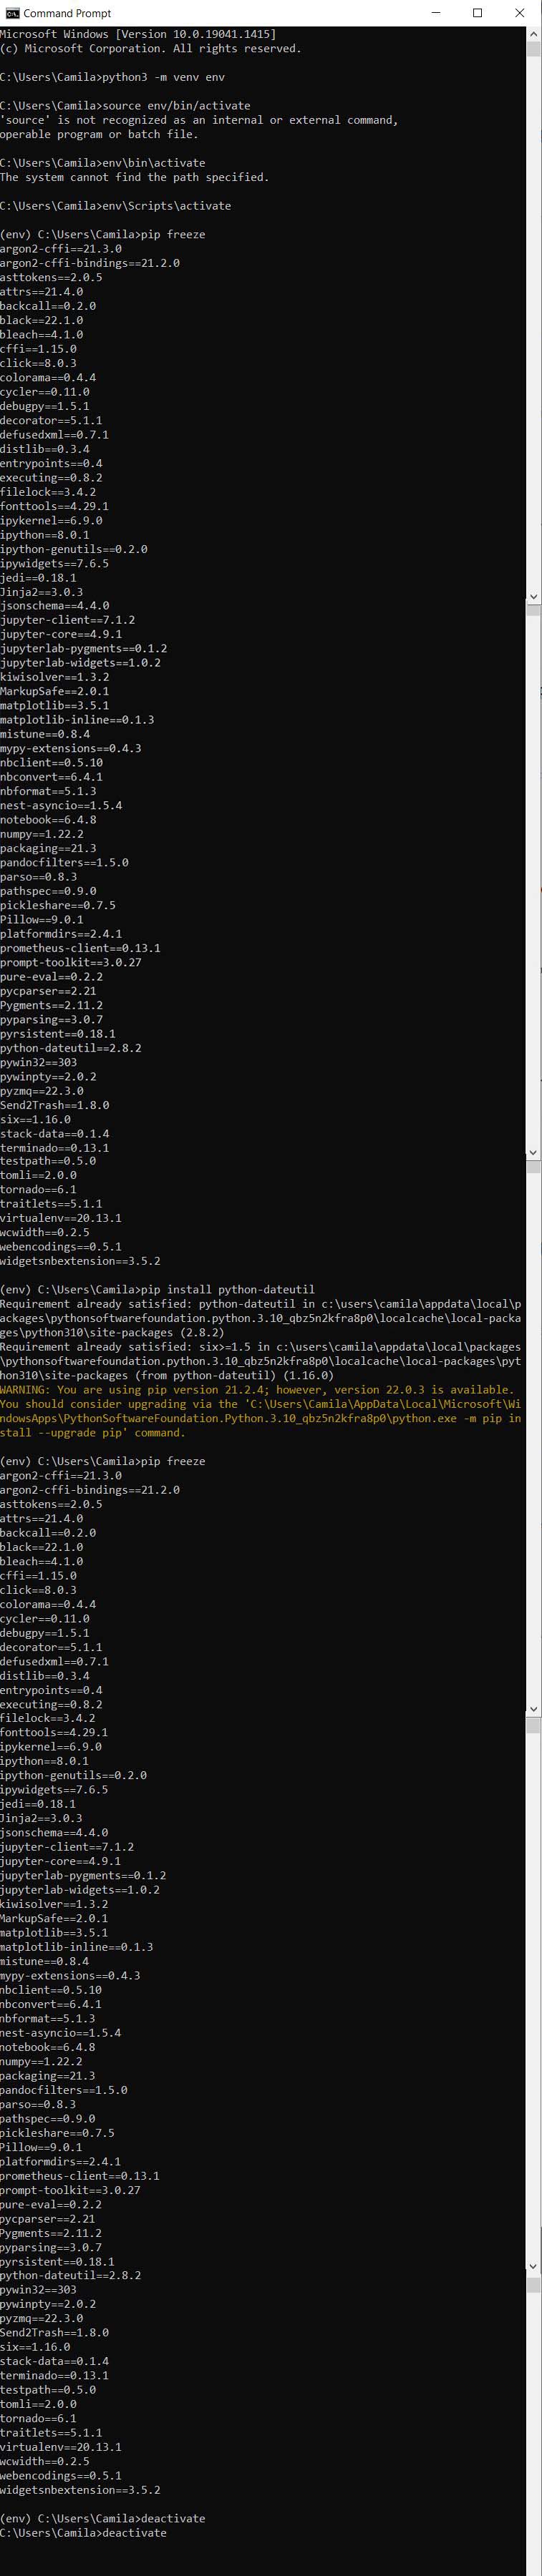 Command Prompt
Microsoft Windows [Version 10.0.19041.1415]
(c) Microsoft Corporation. All rights reserved.
C:\Users\Camila>python3 -m venv env
C:\Users\Camila>source env/bin/activate
'source' is not recognized as an internal or external command,
operable program or batch file.
C:\Users\Camila>env\bin\activate
The system cannot find the path specified.
C:\Users\Camila>env\Scripts\activate
(env) C:\Users\Camila>pip freeze
argon2-cffi==21.3.0
argon2-cffi-bindings==21.2.0
asttokens==2.0.5
attrs==21.4.0
backcall==0.2.0
black==22.1.0
bleach==4.1.0
cffi==1.15.0
click==8.0.3
colorama==0.4.4
cycler==0.11.0
debugpy==1.5.1
decorator==5.1.1
defusedxml==0.7.1
distlib==0.3.4
entrypoints==0.4
executing==0.8.2
filelock==3.4.2
fonttools==4.29.1
ipykernel==6.9.0
ipython==8.0.1
ipython-genutils==0.2.0
ipywidgets==7.6.5
jedi==0.18.1
Jinja2==3.0.3
jsonschema==4.4.0
jupyter-client==7.1.2
jupyter-core==4.9.1
jupyterlab-pygments==0.1.2
jupyterlab-widgets==1.0.2
kiwisolver==1.3.2
MarkupSafe==2.0.1
matplotlib==3.5.1
matplotlib-inline==0.1.3
mistune==0.8.4
mypy-extensions==0.4.3
nbclient==0.5.10
nbconvert==6.4.1
nbformat==5.1.3
nest-asyncio==1.5.4
notebook==6.4.8
numpy==1.22.2
packaging==21.3
pandocfilters==1.5.0
parso==0.8.3
pathspec==0.9.0
pickleshare==0.7.5
Pillow==9.0.1
platformdirs==2.4.1
prometheus-client==0.13.1
prompt-toolkit==3.0.27
pure-eval==0.2.2
pycparser==2.21
Pygments==2.11.2
pyparsing==3.0.7
pyrsistent==0.18.1
python-dateutil==2.8.2
pywin32==303
pywinpty==2.0.2
pyzmq==22.3.0
Send2Trash==1.8.0
six==1.16.0
stack-data==0.1.4
terminado==0.13.1
testpath==0.5.0
tomli==2.0.0
tornado==6.1
traitlets==5.1.1
virtualenv==20.13.1
wcwidth==0.2.5
webencodings==0.5.1
widgetsnbextension==3.5.2
(env) C:\Users\Camila>pip install python-dateutil
Requirement already satisfied: python-dateutil in c:\users\camila\appdata\local\p
ackages\pythonsoftwarefoundation.python.3.10_qbz5n2kfra8p0\localcache\local-packa
ges\python310\site-packages (2.8.2)
Requirement already satisfied: six>=1.5 in c:\users\camila\appdata\local\packages
\pythonsoftwarefoundation.python.3.10_qbz5n2kfra8p0\localcache\local-packages\pyt
hon310\site-packages (from python-dateutil) (1.16.0)
WARNING: You are using pip version 21.2.4; however, version 22.0.3 is available.
You should consider upgrading via the 'C:\Users\Camila\AppData\Local\Microsoft\Wi
ndowsApps\PythonSoftwareFoundation.Python.3.10_qbz5n2kfra8p0\python.exe -m pip in
stall --upgrade pip' command.
(env) C:\Users\Camila>pip freeze
argon2-cffi==21.3.0
argon2-cffi-bindings==21.2.0
asttokens==2.0.5
attrs==21.4.0
backcall==0.2.0
black==22.1.0
bleach==4.1.0
cffi==1.15.0
click==8.0.3
colorama==0.4.4
cycler==0.11.0
debugpy==1.5.1
decorator==5.1.1
defusedxml==0.7.1
distlib==0.3.4
entrypoints==0.4
executing==0.8.2
filelock==3.4.2
fonttools==4.29.1
ipykernel==6.9.0
ipython==8.0.1
ipython-genutils==0.2.0
ipywidgets==7.6.5
jedi==0.18.1
Jinja2==3.0.3
jsonschema==4.4.0
jupyter-client==7.1.2
jupyter-core==4.9.1
jupyterlab-pygments==0.1.2
jupyterlab-widgets==1.0.2
kiwisolver==1.3.2
MarkupSafe==2.0.1
matplotlib==3.5.1
matplotlib-inline==0.1.3
mistune==0.8.4
mypy-extensions==0.4.3
nbclient==0.5.10
nbconvert==6.4.1
nbformat==5.1.3
nest-asyncio==1.5.4
notebook==6.4.8
numpy==1.22.2
packaging==21.3
pandocfilters==1.5.0
parso==0.8.3
pathspec==0.9.0
pickleshare==0.7.5
Pillow==9.0.1
platformdirs==2.4.1
prometheus-client==0.13.1
prompt-toolkit==3.0.27
pure-eval==0.2.2
pycparser==2.21
Pygments==2.11.2
pyparsing==3.0.7
pyrsistent==0.18.1
python-dateutil==2.8.2
pywin32==303
pywinpty==2.0.2
pyzmq==22.3.0
Send2Trash==1.8.0
six==1.16.0
stack-data==0.1.4
terminado==0.13.1
testpath==0.5.0
tomli==2.0.0
tornado==6.1
traitlets==5.1.1
virtualenv==20.13.1
wcwidth==0.2.5
webencodings==0.5.1
widgetsnbextension==3.5.2
(env) C:\Users\Camila>deactivate
C:\Users\Camila>deactivate